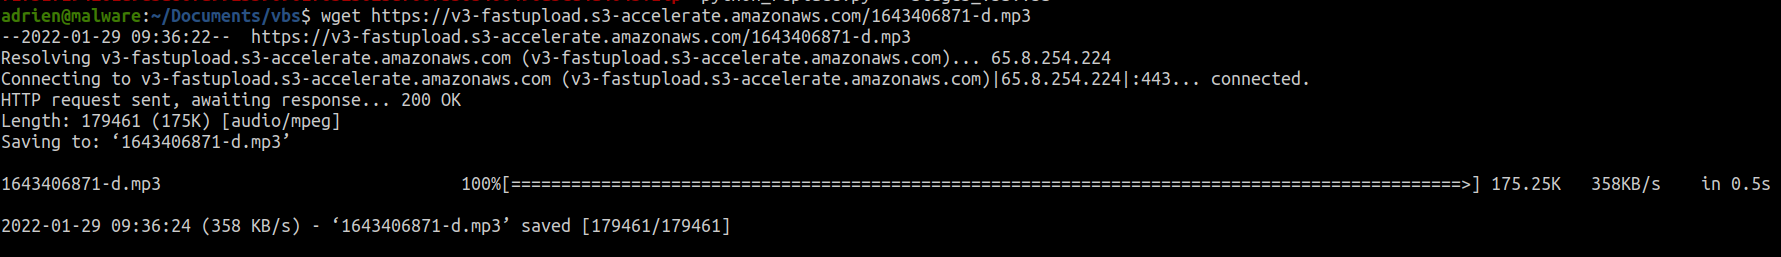 adrien@malware:~/Documents/vbs$ wget https://v3-fastupload.s3-accelerate.amazonaws.com/1643406871-d.mp3
--2022-01-29 09:36:22--  https://v3-fastupload.s3-accelerate.amazonaws.com/1643406871-d.mp3
Resolving v3-fastupload.s3-accelerate.amazonaws.com (v3-fastupload.s3-accelerate.amazonaws.com)... 65.8.254.224
Connecting to v3-fastupload.s3-accelerate.amazonaws.com (v3-fastupload.s3-accelerate.amazonaws.com)|65.8.254.224|:443... connected.
HTTP request sent, awaiting response... 200 OK
Length: 179461 (175K) [audio/mpeg]
Saving to: ‘1643406871-d.mp3’
1643406871-d.mp3 100%[===============================================================================================>] 175.25K 358KB/s in 0.5s
2022-01-29 09:36:24 (358 KB/s) - ‘1643406871-d.mp3’ saved [179461/179461]